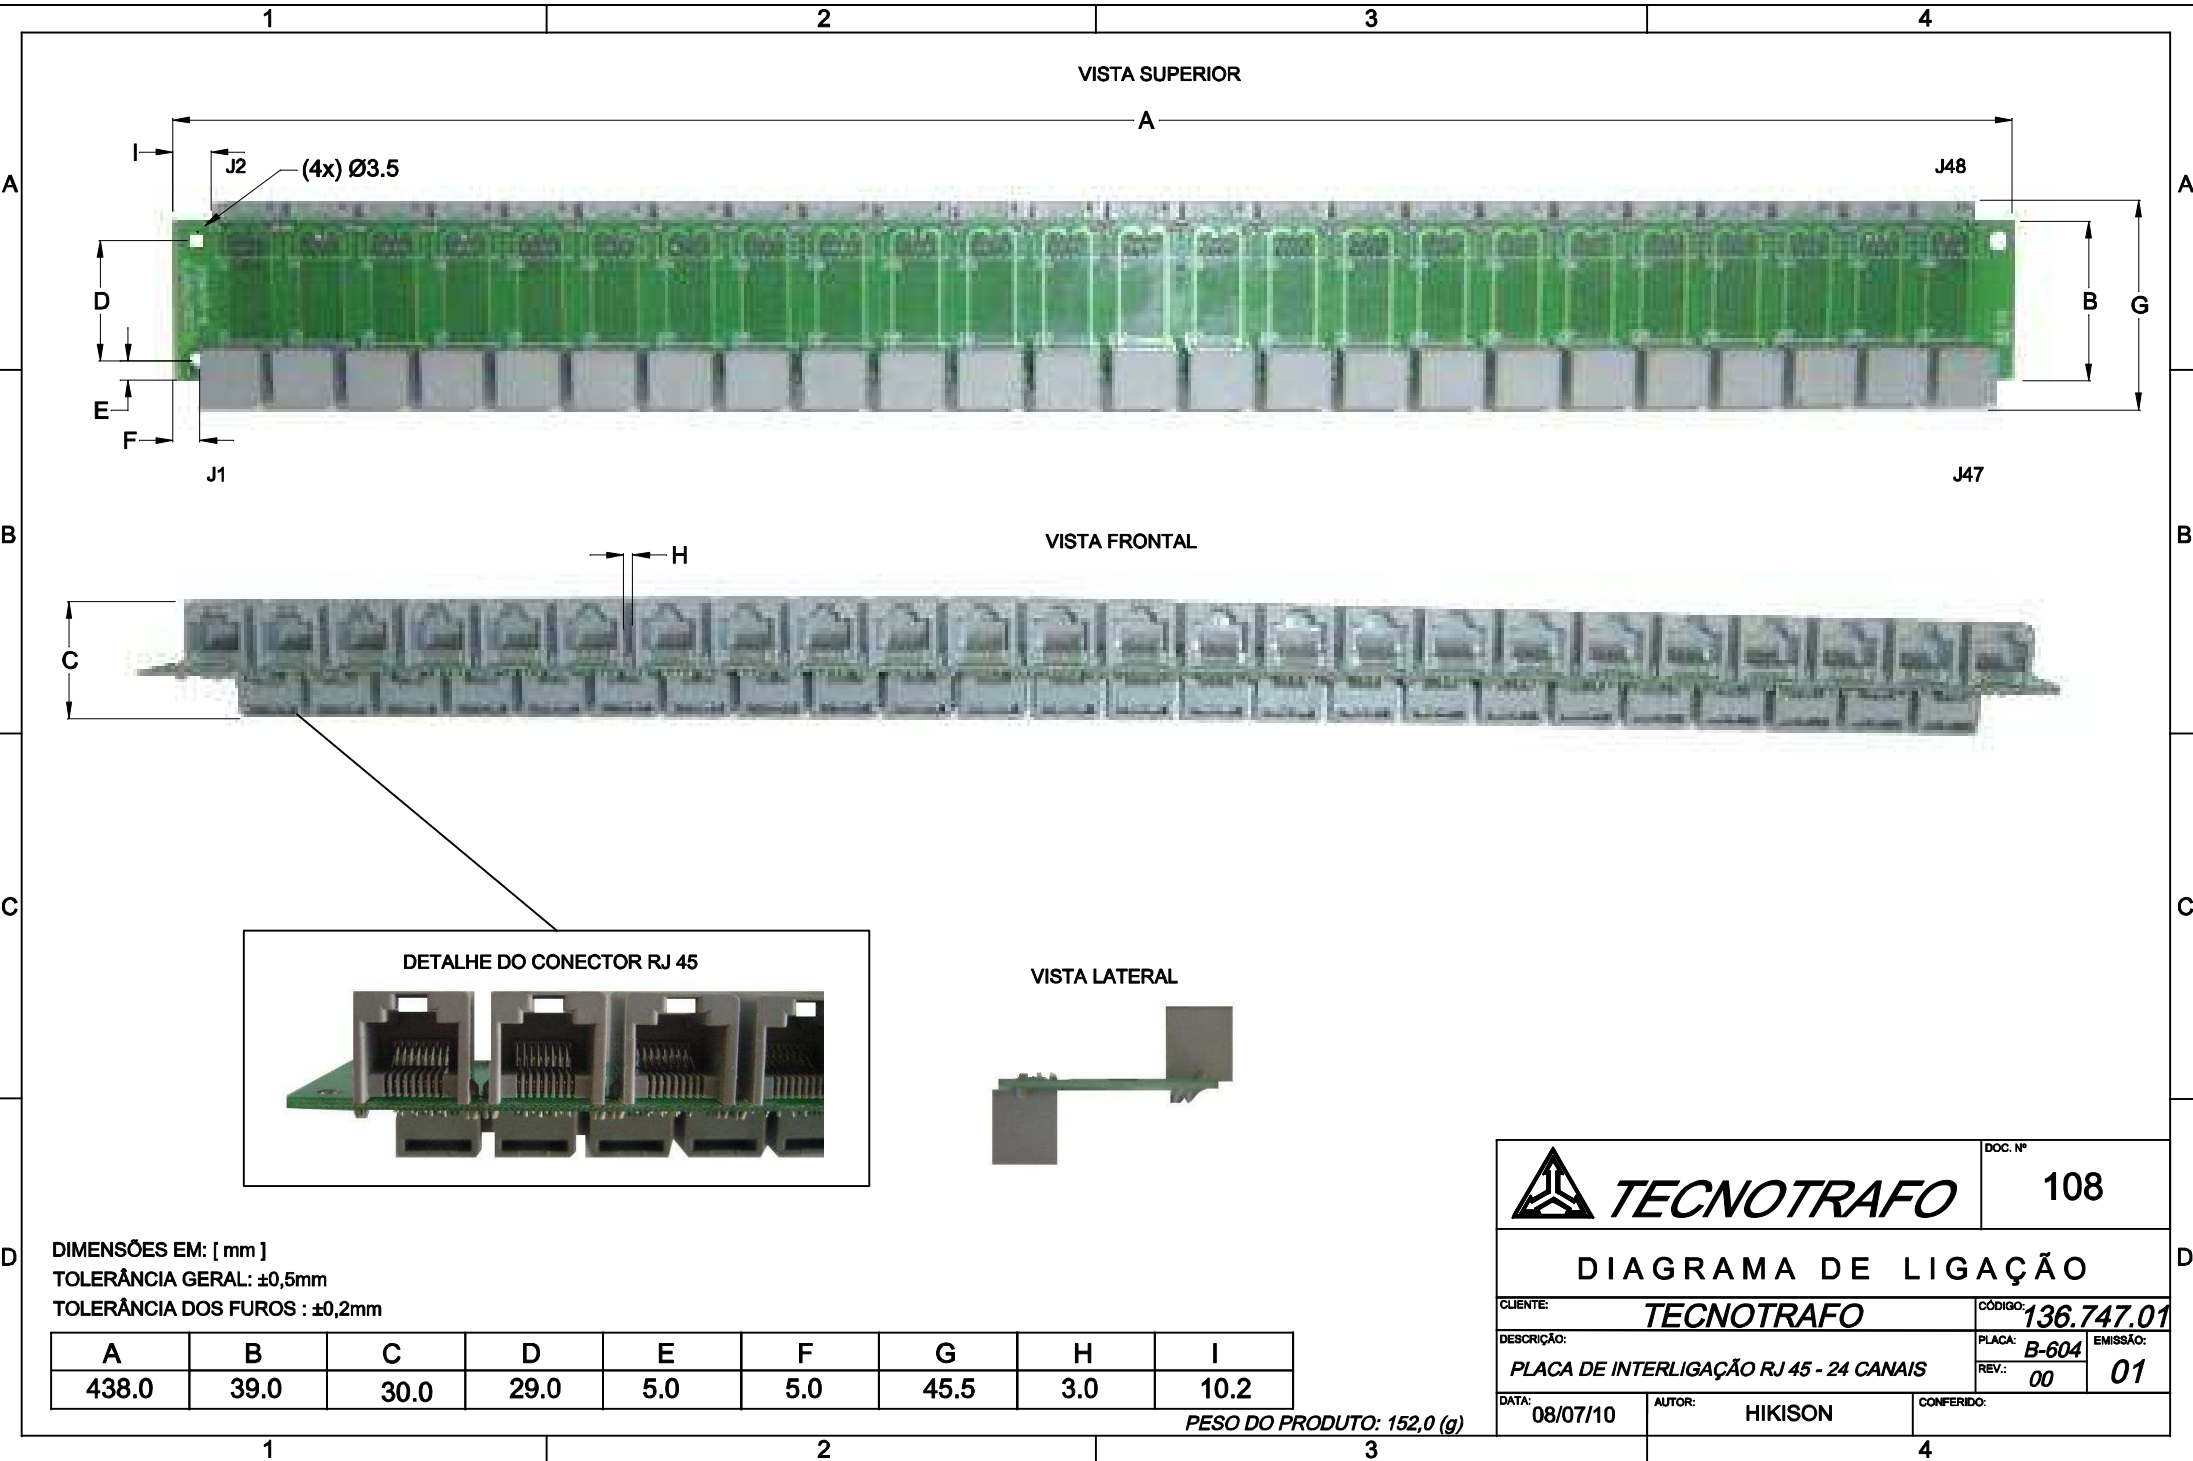 1 2 3 4
VISTA SUPERIOR
A
I
J2
(4x) Ø3.5
J48
A
A
D
B
G
E
F
J1
J47
B
VISTA FRONTAL
B
H
C
C
C
DETALHE DO CONECTOR RJ 45
VISTA LATERAL
D
D
DIMENSÕES EM: [ mm ]
TOLERÂNCIA GERAL: ±0,5mm
TOLERÂNCIA DOS FUROS : ±0,2mm
A B C D E F G H I
438.0 39.0 30.0 29.0 5.0 5.0 45.5 3.0 10.2
PESO DO PRODUTO: 152,0 (g)
TECNOTRAFO
DOC. Nº
108
DIAGRAMA DE LIGAÇÃO
CLIENTE: TECNOTRAFO
CÓDIGO: 136.747.01
DESCRIÇÃO:
PLACA DE INTERLIGAÇÃO RJ 45 - 24 CANAIS
PLACA: B-604
REV.: 00
EMISSÃO:
01
DATA: 08/07/10
AUTOR: HIKISON
CONFERIDO:
1 2 3 4